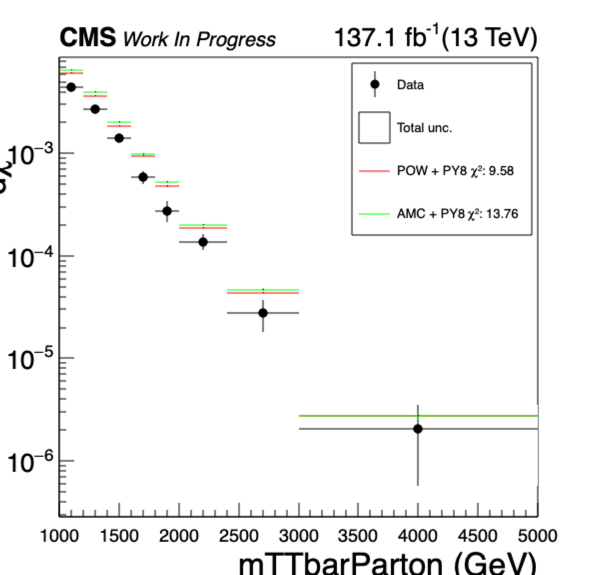 CMS Work In Progress 137.1 fb⁻¹(13 TeV)
Data
Total unc.
POW + PY8 χ²: 9.58
AMC + PY8 χ²: 13.76
10⁻³
10⁻⁴
10⁻⁵
10⁻⁶
1000 1500 2000 2500 3000 3500 4000 4500 5000
mTTbarParton (GeV)